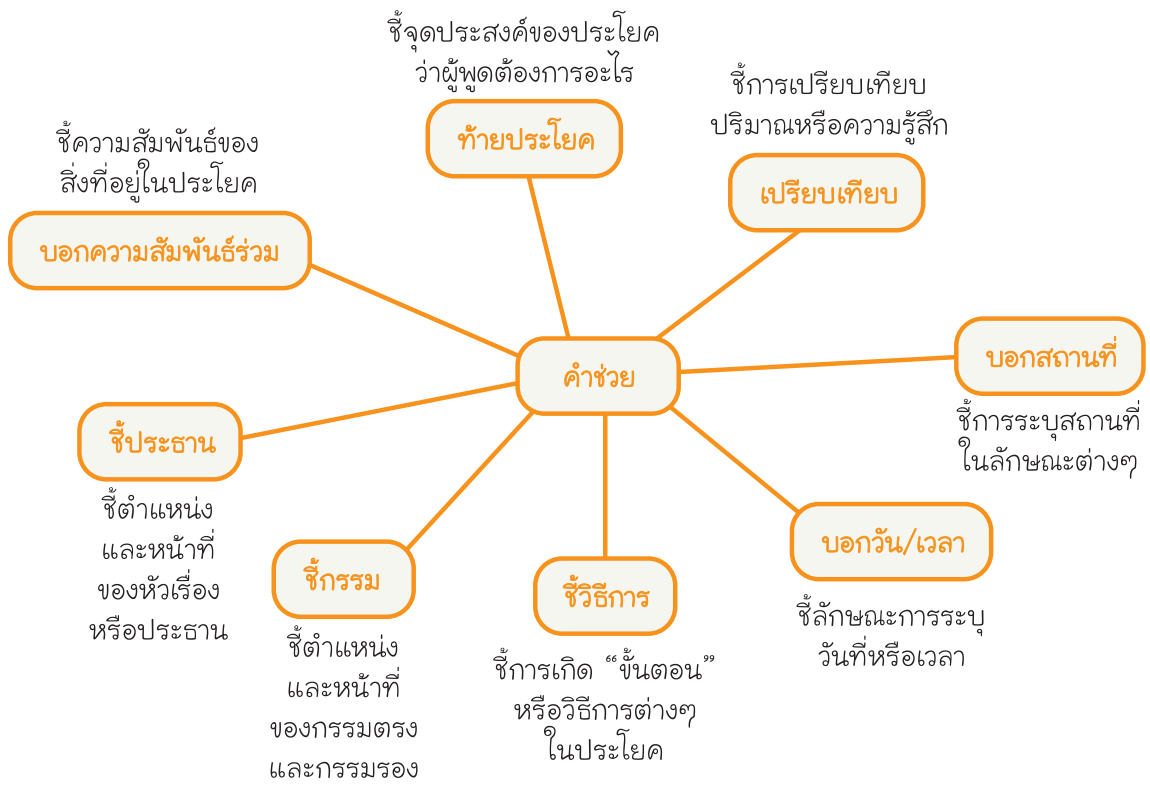 ชี้จุดประสงค์ของประโยค
ว่าผู้พูดต้องการอะไร
ท้ายประโยค
ชี้การเปรียบเทียบ
ปริมาณหรือความรู้สึก
เปรียบเทียบ
ชี้ความสัมพันธ์ของ
สิ่งที่อยู่ในประโยค
บอกความสัมพันธ์ร่วม
คำช่วย
บอกสถานที่
ชี้การระบุสถานที่
ในลักษณะต่างๆ
ชี้ประธาน
ชี้ตำแหน่ง
และหน้าที่
ของหัวเรื่อง
หรือประธาน
ชี้กรรม
ชี้ตำแหน่ง
และหน้าที่
ของกรรมตรง
และกรรมรอง
ชี้วิธีการ
ชี้การเกิด “ขั้นตอน”
หรือวิธีการต่างๆ
ในประโยค
บอกวัน/เวลา
ชี้ลักษณะการระบุ
วันที่หรือเวลา